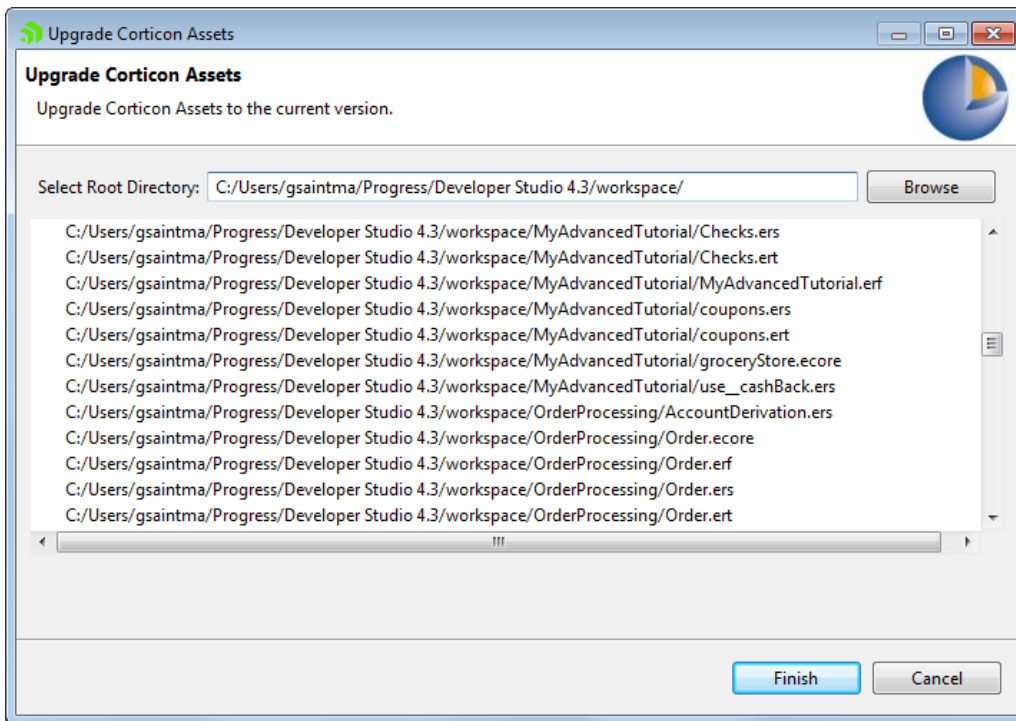 Upgrade Corticon Assets
Upgrade Corticon Assets
Upgrade Corticon Assets to the current version.
Select Root Directory: C:/Users/gsaintma/Progress/Developer Studio 4.3/workspace/ Browse
C:/Users/gsaintma/Progress/Developer Studio 4.3/workspace/MyAdvancedTutorial/Checks.ers
C:/Users/gsaintma/Progress/Developer Studio 4.3/workspace/MyAdvancedTutorial/Checks.ert
C:/Users/gsaintma/Progress/Developer Studio 4.3/workspace/MyAdvancedTutorial/MyAdvancedTutorial.erf
C:/Users/gsaintma/Progress/Developer Studio 4.3/workspace/MyAdvancedTutorial/coupons.ers
C:/Users/gsaintma/Progress/Developer Studio 4.3/workspace/MyAdvancedTutorial/coupons.ert
C:/Users/gsaintma/Progress/Developer Studio 4.3/workspace/MyAdvancedTutorial/groceryStore.ecore
C:/Users/gsaintma/Progress/Developer Studio 4.3/workspace/MyAdvancedTutorial/use__cashBack.ers
C:/Users/gsaintma/Progress/Developer Studio 4.3/workspace/OrderProcessing/AccountDerivation.ers
C:/Users/gsaintma/Progress/Developer Studio 4.3/workspace/OrderProcessing/Order.ecore
C:/Users/gsaintma/Progress/Developer Studio 4.3/workspace/OrderProcessing/Order.erf
C:/Users/gsaintma/Progress/Developer Studio 4.3/workspace/OrderProcessing/Order.ers
C:/Users/gsaintma/Progress/Developer Studio 4.3/workspace/OrderProcessing/Order.ert
Finish Cancel